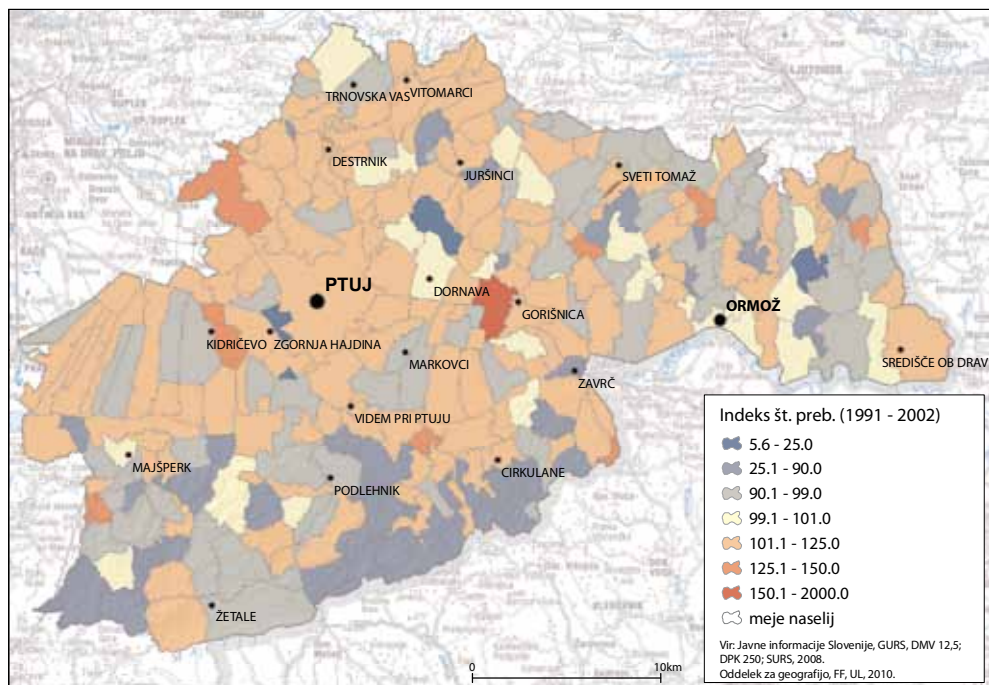 TRNOVSKA VAS
VITOMARCI
DESTRNIK
JURŠINCI
SVETI TOMAŽ
PTUJ
DORNAVA
GORIŠNICA
ORMOŽ
KIDRIČEVO
ZGORNJA HAJDINA
MARKOVCI
SREDIŠČE OB DRAV
ZAVRČ
VIDEM PRI PTUJU
MAJŠPERK
PODLEHNIK
CIRKULANE
ŽETALE
Indeks št. preb. (1991 - 2002)
5.6 - 25.0
25.1 - 90.0
90.1 - 99.0
99.1 - 101.0
101.1 - 125.0
125.1 - 150.0
150.1 - 2000.0
meje naselij
Vir: Javne informacije Slovenije, GURS, DMV 12,5;
DPK 250; SURS, 2008.
Oddelek za geografijo, FF, UL, 2010.
0 10km